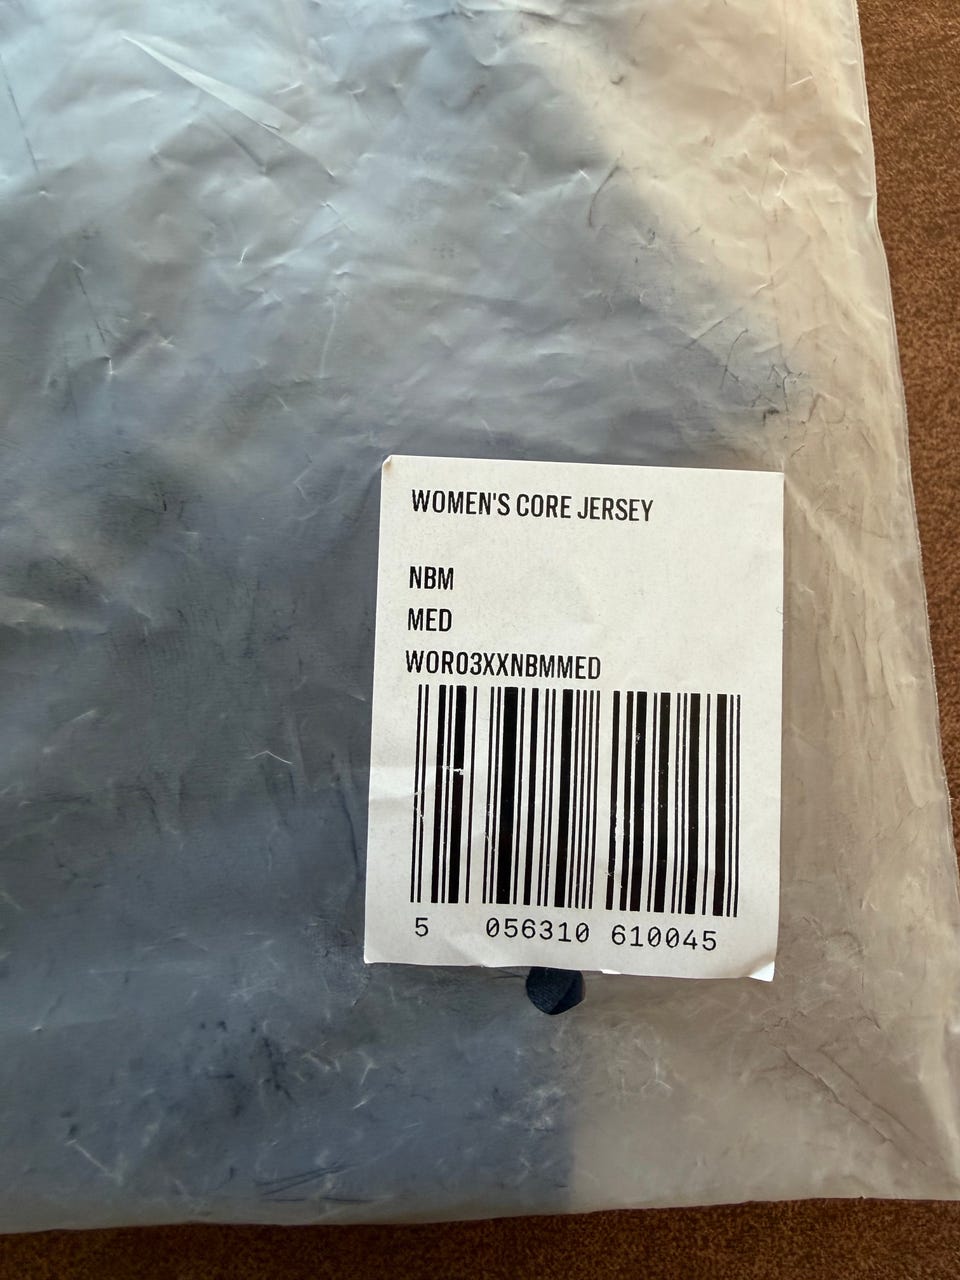 WOMEN'S CORE JERSEY
NBM
MED
WOR03XXNBMMED
5 056310 610045